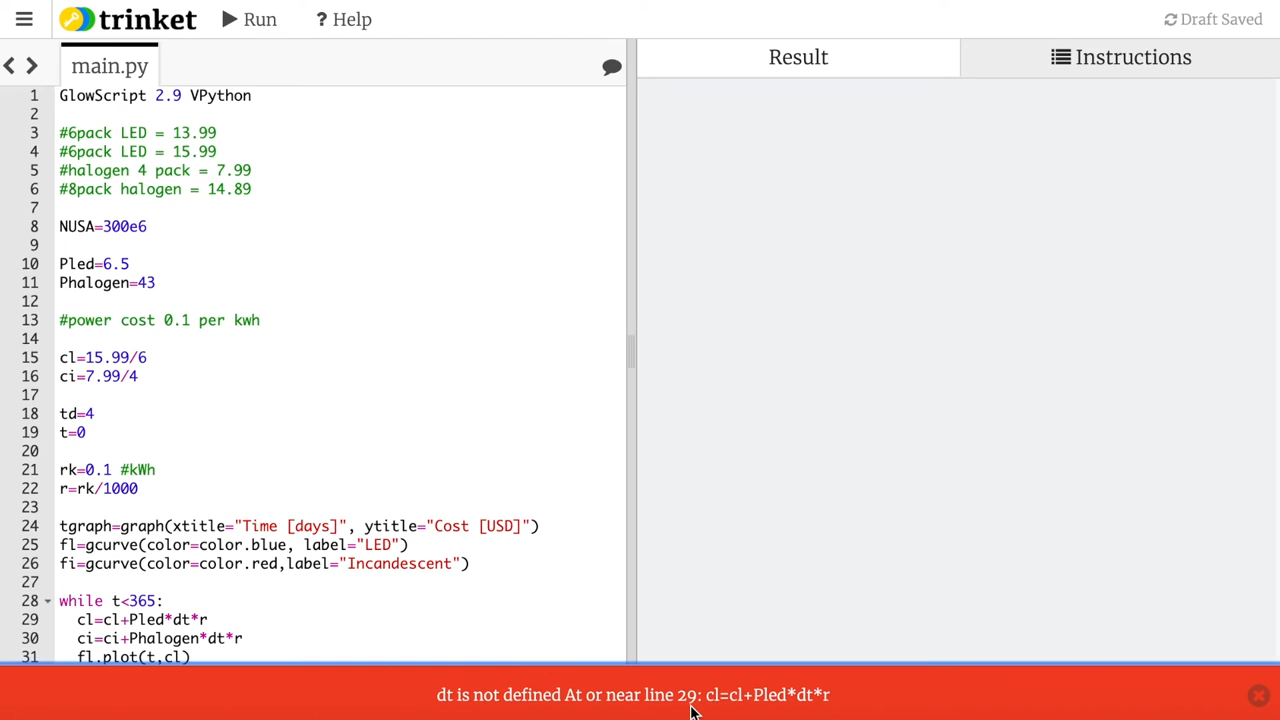 trinket
Run
? Help
Draft Saved
main.py
Result
Instructions
1 GlowScript 2.9 VPython
2
3 #6pack LED = 13.99
4 #6pack LED = 15.99
5 #halogen 4 pack = 7.99
6 #8pack halogen = 14.89
7
8 NUSA=300e6
9
10 Pled=6.5
11 Phalogen=43
12
13 #power cost 0.1 per kwh
14
15 cl=15.99/6
16 ci=7.99/4
17
18 td=4
19 t=0
20
21 rk=0.1 #kWh
22 r=rk/1000
23
24 tgraph=graph(xtitle="Time [days]", ytitle="Cost [USD]")
25 fl=gcurve(color=color.blue, label="LED")
26 fi=gcurve(color=color.red,label="Incandescent")
27
28 while t<365:
29 cl=cl+Pled*dt*r
30 ci=ci+Phalogen*dt*r
31 fl.plot(t,cl)
dt is not defined At or near line 29: cl=cl+Pled*dt*r